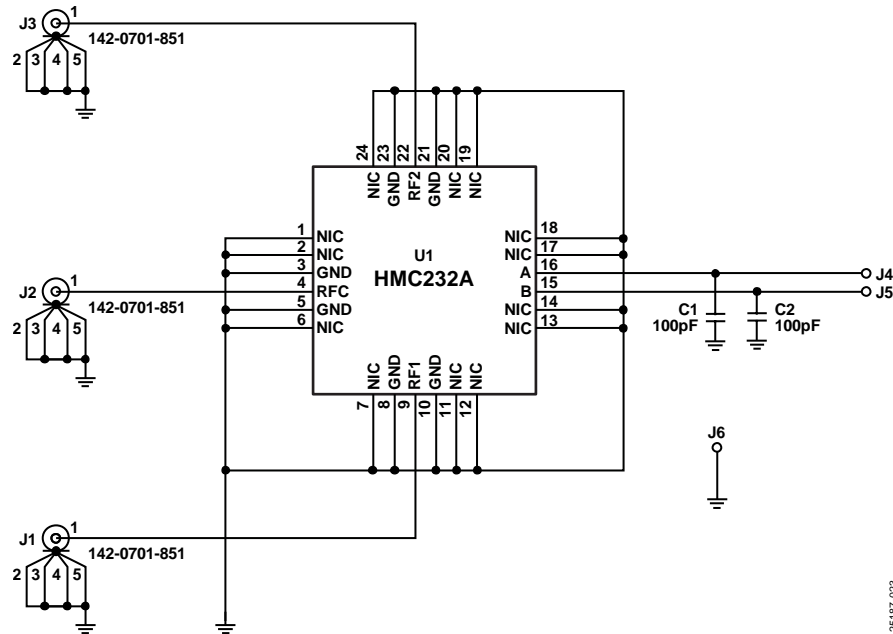 J3
1
142-0701-851
2 3 4 5
24 23 22 21 20 19
NIC GND RF2 GND NIC NIC
1 NIC
2 NIC
3 GND
4 RFC
5 GND
6 NIC
U1
HMC232A
NIC 18
NIC 17
A 16
B 15
NIC 14
NIC 13
J4
J5
C1
100pF
C2
100pF
J2
1
142-0701-851
2 3 4 5
NIC GND RF1 GND NIC NIC
7 8 9 10 11 12
J6
J1
1
142-0701-851
2 3 4 5